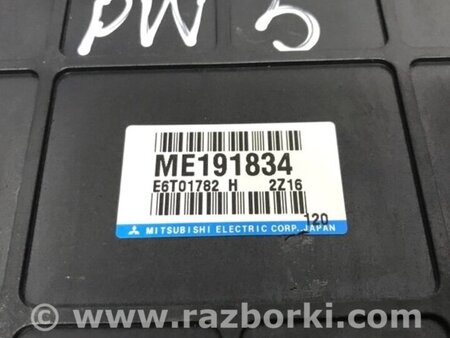 PW 5
ME191834
E6T01782 H 2Z16
120
MITSUBISHI ELECTRIC CORP. JAPAN
www.razborki.com